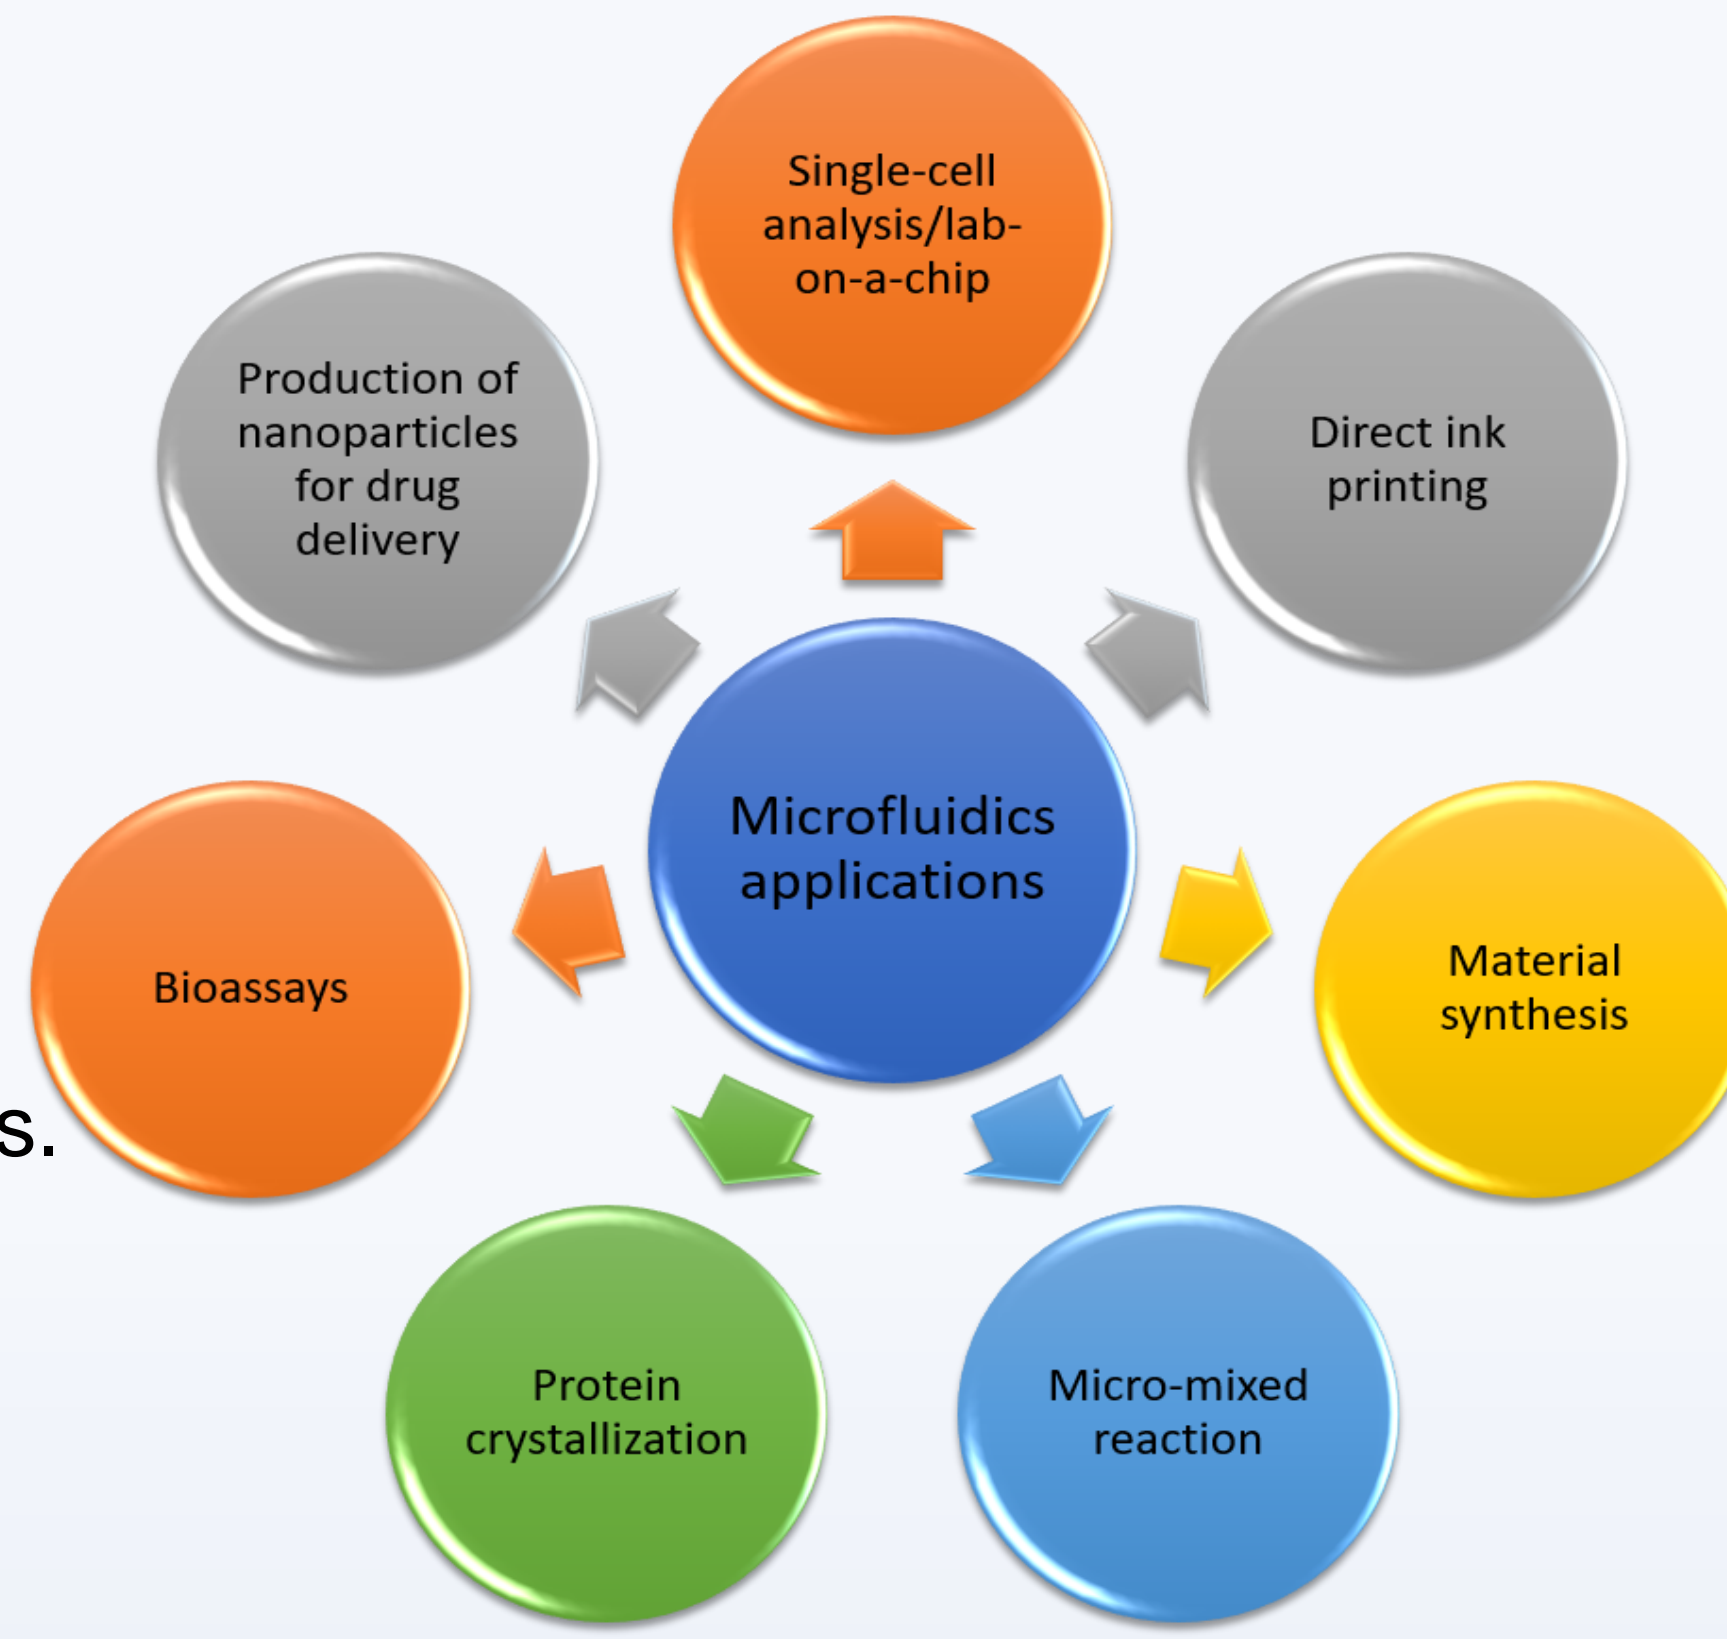 Single-cell
analysis/lab-
on-a-chip
Direct ink
printing
Material
synthesis
Micro-mixed
reaction
Protein
crystallization
Bioassays
Production of
nanoparticles
for drug
delivery
Microfluidics
applications
s.